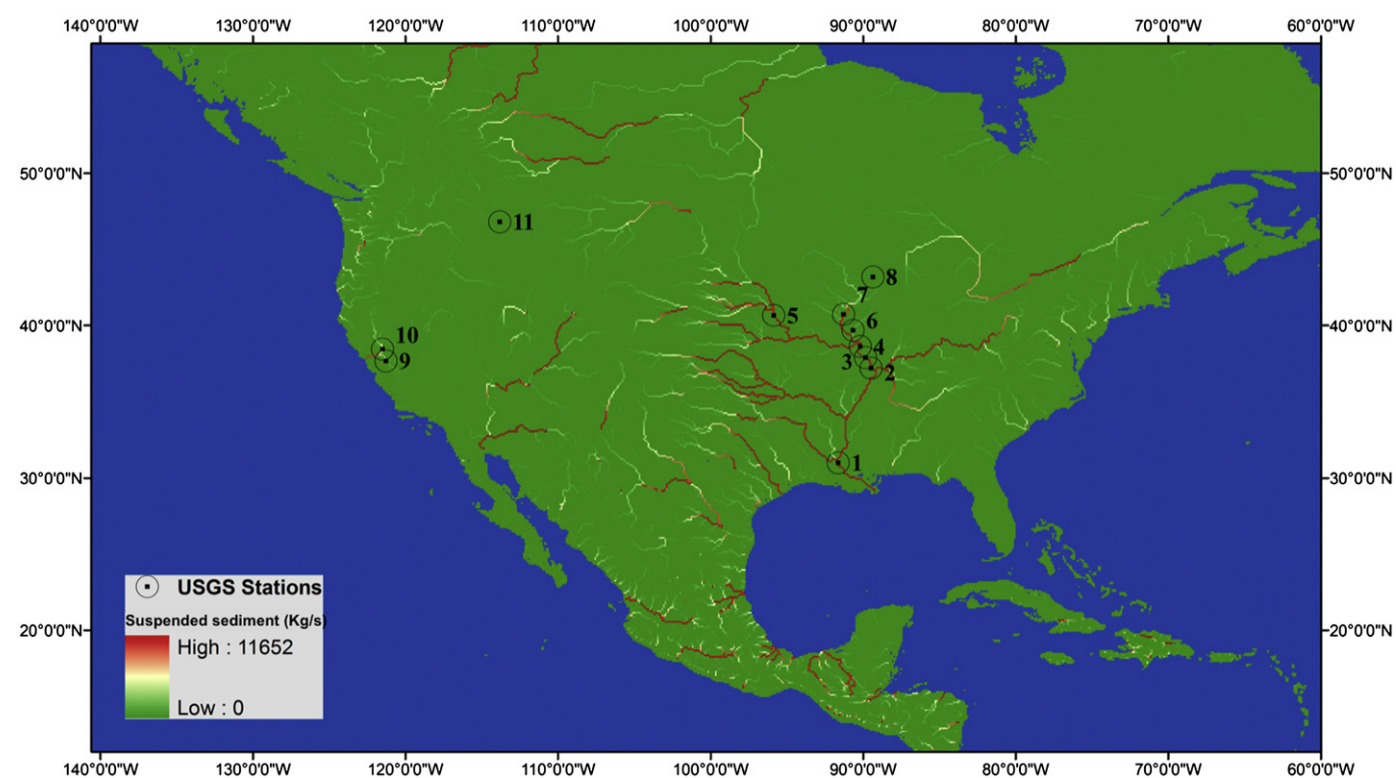 140°0'0"W 130°0'0"W 120°0'0"W 110°0'0"W 100°0'0"W 90°0'0"W 80°0'0"W 70°0'0"W 60°0'0"W
50°0'0"N 50°0'0"N
11
8
7
40°0'0"N 5 6 40°0'0"N
10 4
9 3
2
1
30°0'0"N 30°0'0"N
USGS Stations
Suspended sediment (Kg/s)
High : 11652
20°0'0"N 20°0'0"N
Low : 0
140°0'0"W 130°0'0"W 120°0'0"W 110°0'0"W 100°0'0"W 90°0'0"W 80°0'0"W 70°0'0"W 60°0'0"W